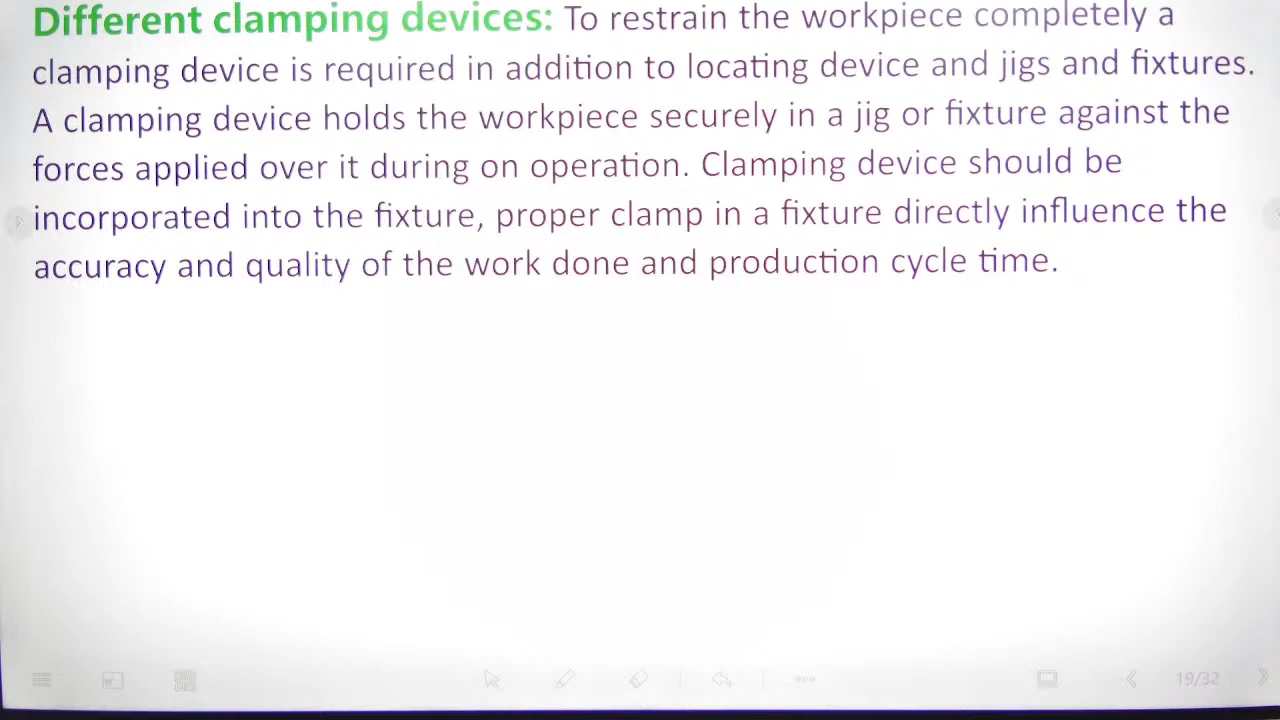 Different clamping devices: To restrain the workpiece completely a
clamping device is required in addition to locating device and jigs and fixtures.
A clamping device holds the workpiece securely in a jig or fixture against the
forces applied over it during on operation. Clamping device should be
incorporated into the fixture, proper clamp in a fixture directly influence the
accuracy and quality of the work done and production cycle time.
19/32